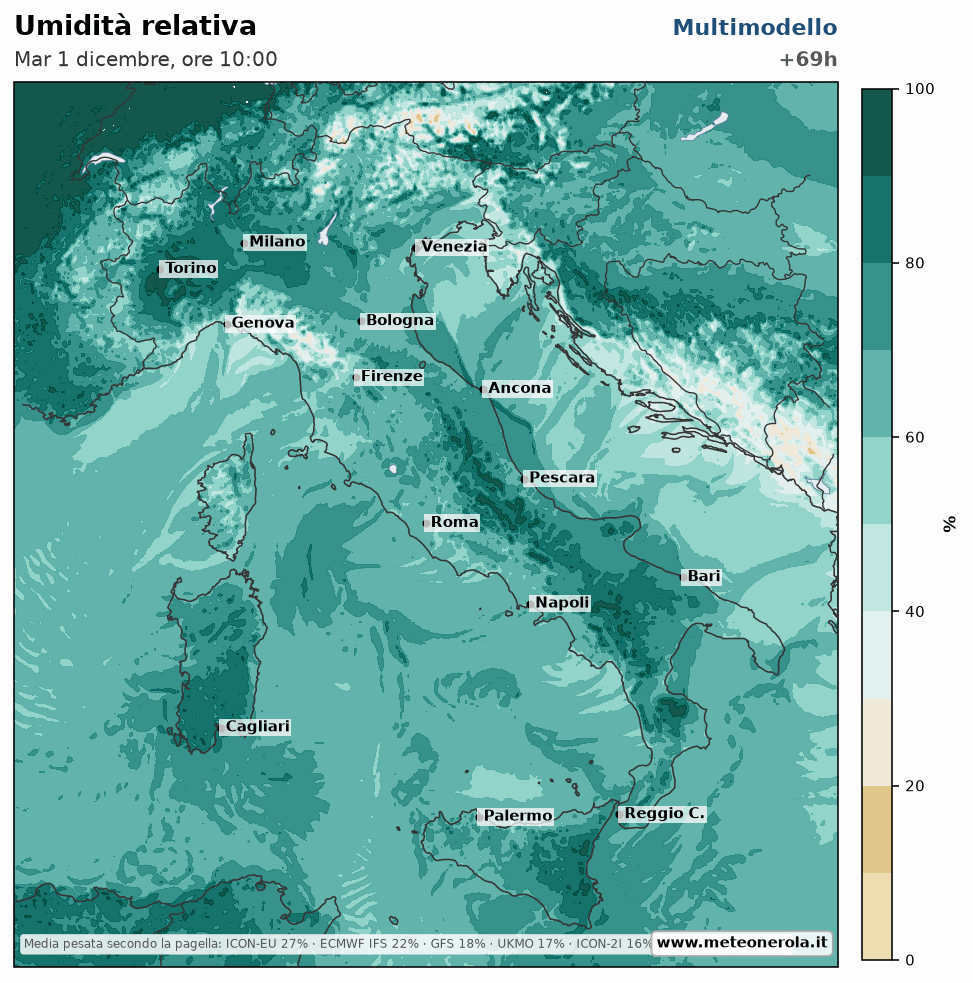 Umidità relativa
Multimodello
Mar 1 dicembre, ore 10:00
+69h
100
80
60
40
20
0
%
Milano
Venezia
Torino
Genova
Bologna
Firenze
Ancona
Pescara
Roma
Bari
Napoli
Cagliari
Palermo
Reggio C.
Media pesata secondo la pagella: ICON-EU 27% · ECMWF IFS 22% · GFS 18% · UKMO 17% · ICON-2I 16%
www.meteonerola.it